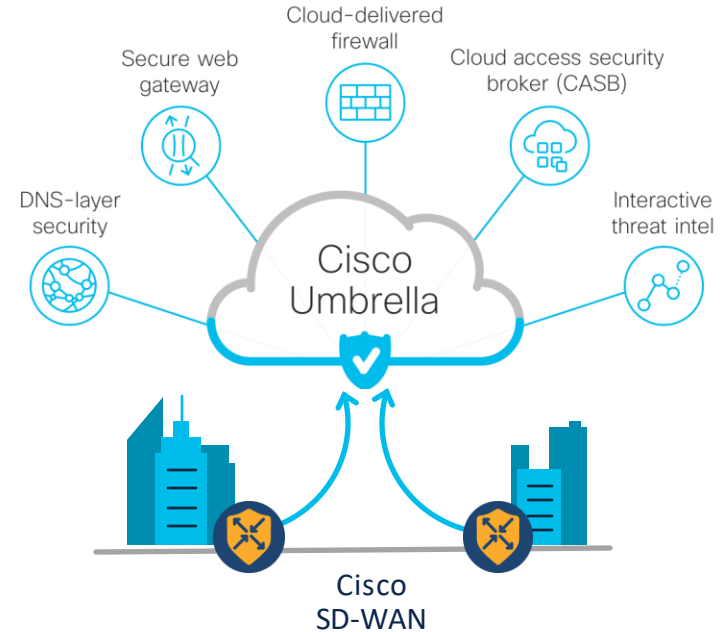 Cloud-delivered
firewall
Secure web
gateway
Cloud access security
broker (CASB)
DNS-layer
security
Interactive
threat intel
Cisco
Umbrella
Cisco
SD-WAN